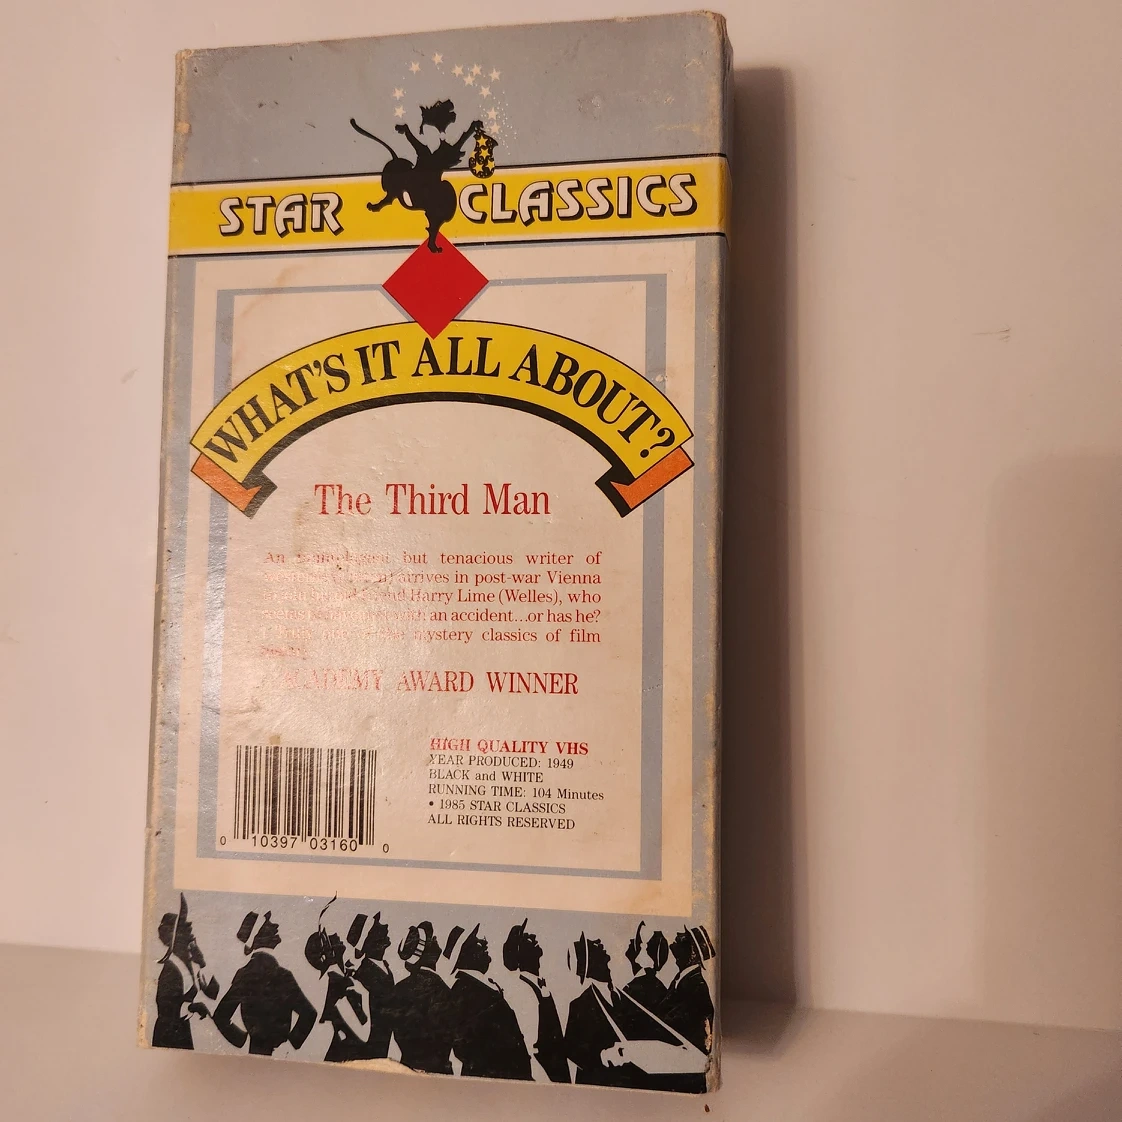 STAR CLASSICS
WHAT'S IT ALL ABOUT?
The Third Man
An but tenacious writer of
arrives in post-war Vienna
Harry Lime (Welles), who
with an accident...or has he?
mystery classics of film
ACADEMY AWARD WINNER
HIGH QUALITY VHS
YEAR PRODUCED: 1949
BLACK and WHITE
RUNNING TIME: 104 Minutes
• 1985 STAR CLASSICS
ALL RIGHTS RESERVED
0 10397 03160 0